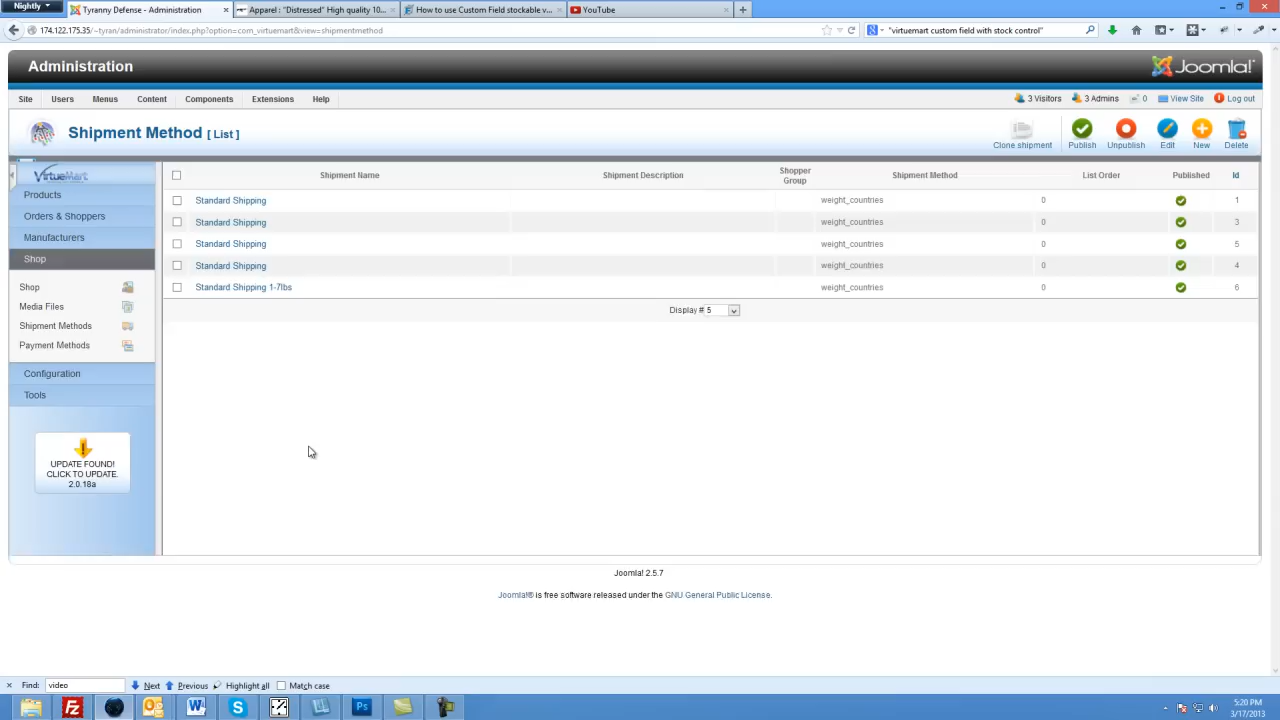 Nightly
Tyranny Defense - Administration
Apparel : "Distressed" High quality 10...
How to use Custom Field stockable v...
YouTube
174.122.175.35/~tyran/administrator/index.php?option=com_virtuemart&view=shipmentmethod
"virtuemart custom field with stock control"
Administration
Joomla!
Site Users Menus Content Components Extensions Help
3 Visitors 3 Admins 0 View Site Log out
Shipment Method [ List ]
Clone shipment Publish Unpublish Edit New Delete
VirtueMart
Products
Orders & Shoppers
Manufacturers
Shop
Shop
Media Files
Shipment Methods
Payment Methods
Configuration
Tools
UPDATE FOUND!
CLICK TO UPDATE.
2.0.18a
Shipment Name Shipment Description Shopper Group Shipment Method List Order Published Id
Standard Shipping weight_countries 0 1
Standard Shipping weight_countries 0 3
Standard Shipping weight_countries 0 5
Standard Shipping weight_countries 0 4
Standard Shipping 1-7lbs weight_countries 0 6
Display # 5
Joomla! 2.5.7
Joomla!® is free software released under the GNU General Public License.
Find: video Next Previous Highlight all Match case
5:20 PM
3/17/2013